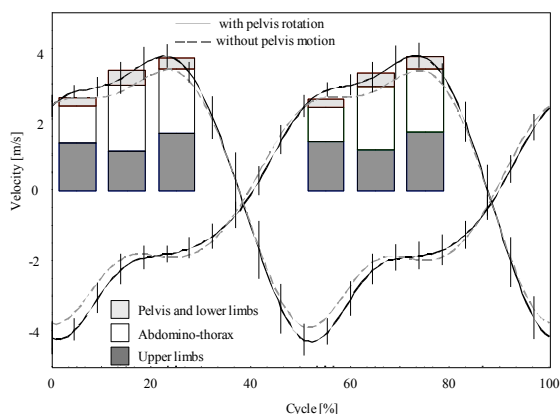 with pelvis rotation
without pelvis motion
4
2
0
-2
-4
Velocity [m/s]
Pelvis and lower limbs
Abdomino-thorax
Upper limbs
0 20 40 60 80 100
Cycle [%]